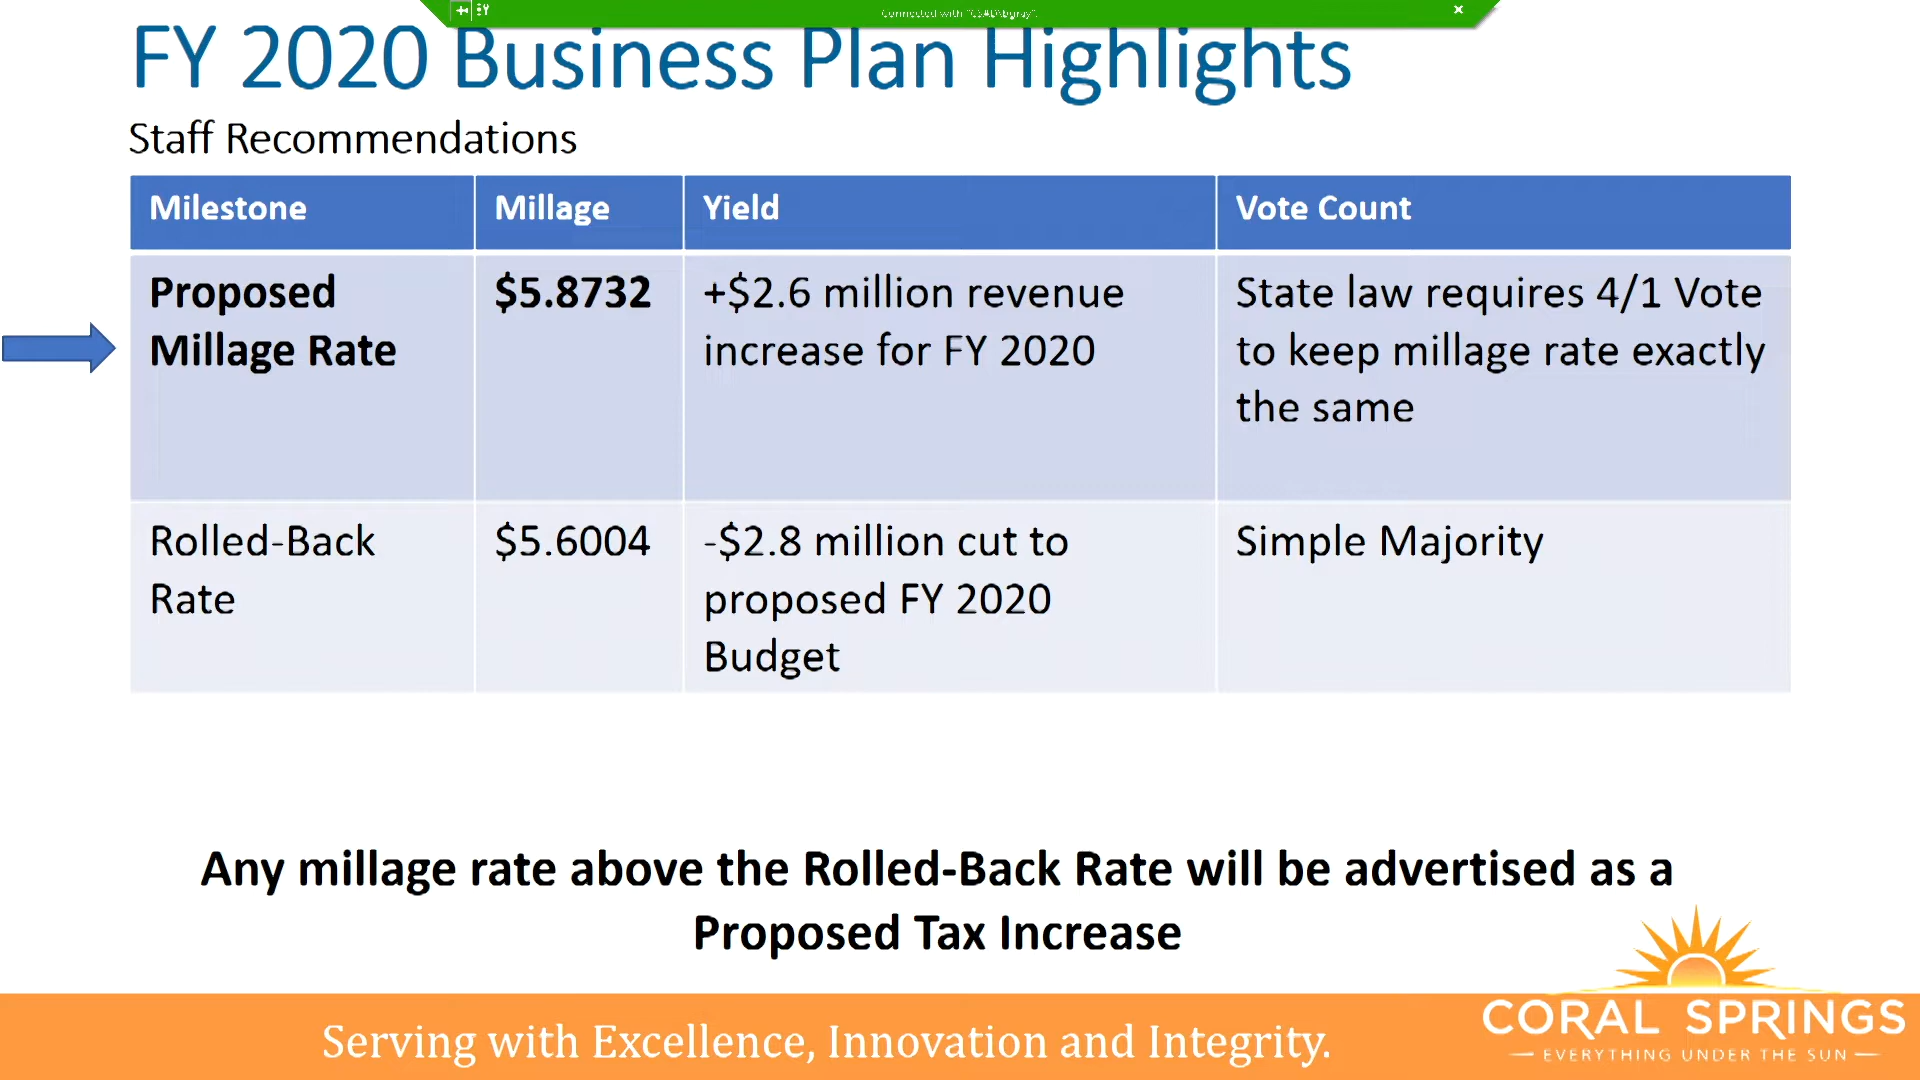 FY 2020 Business Plan Highlights
Staff Recommendations
Milestone
Millage
Yield
Vote Count
Proposed
Millage Rate
$5.8732
+$2.6 million revenue
increase for FY 2020
State law requires 4/1 Vote
to keep millage rate exactly
the same
Rolled-Back
Rate
$5.6004
-$2.8 million cut to
proposed FY 2020
Budget
Simple Majority
Any millage rate above the Rolled-Back Rate will be advertised as a
Proposed Tax Increase
Serving with Excellence, Innovation and Integrity.
CORAL SPRINGS
EVERYTHING UNDER THE SUN